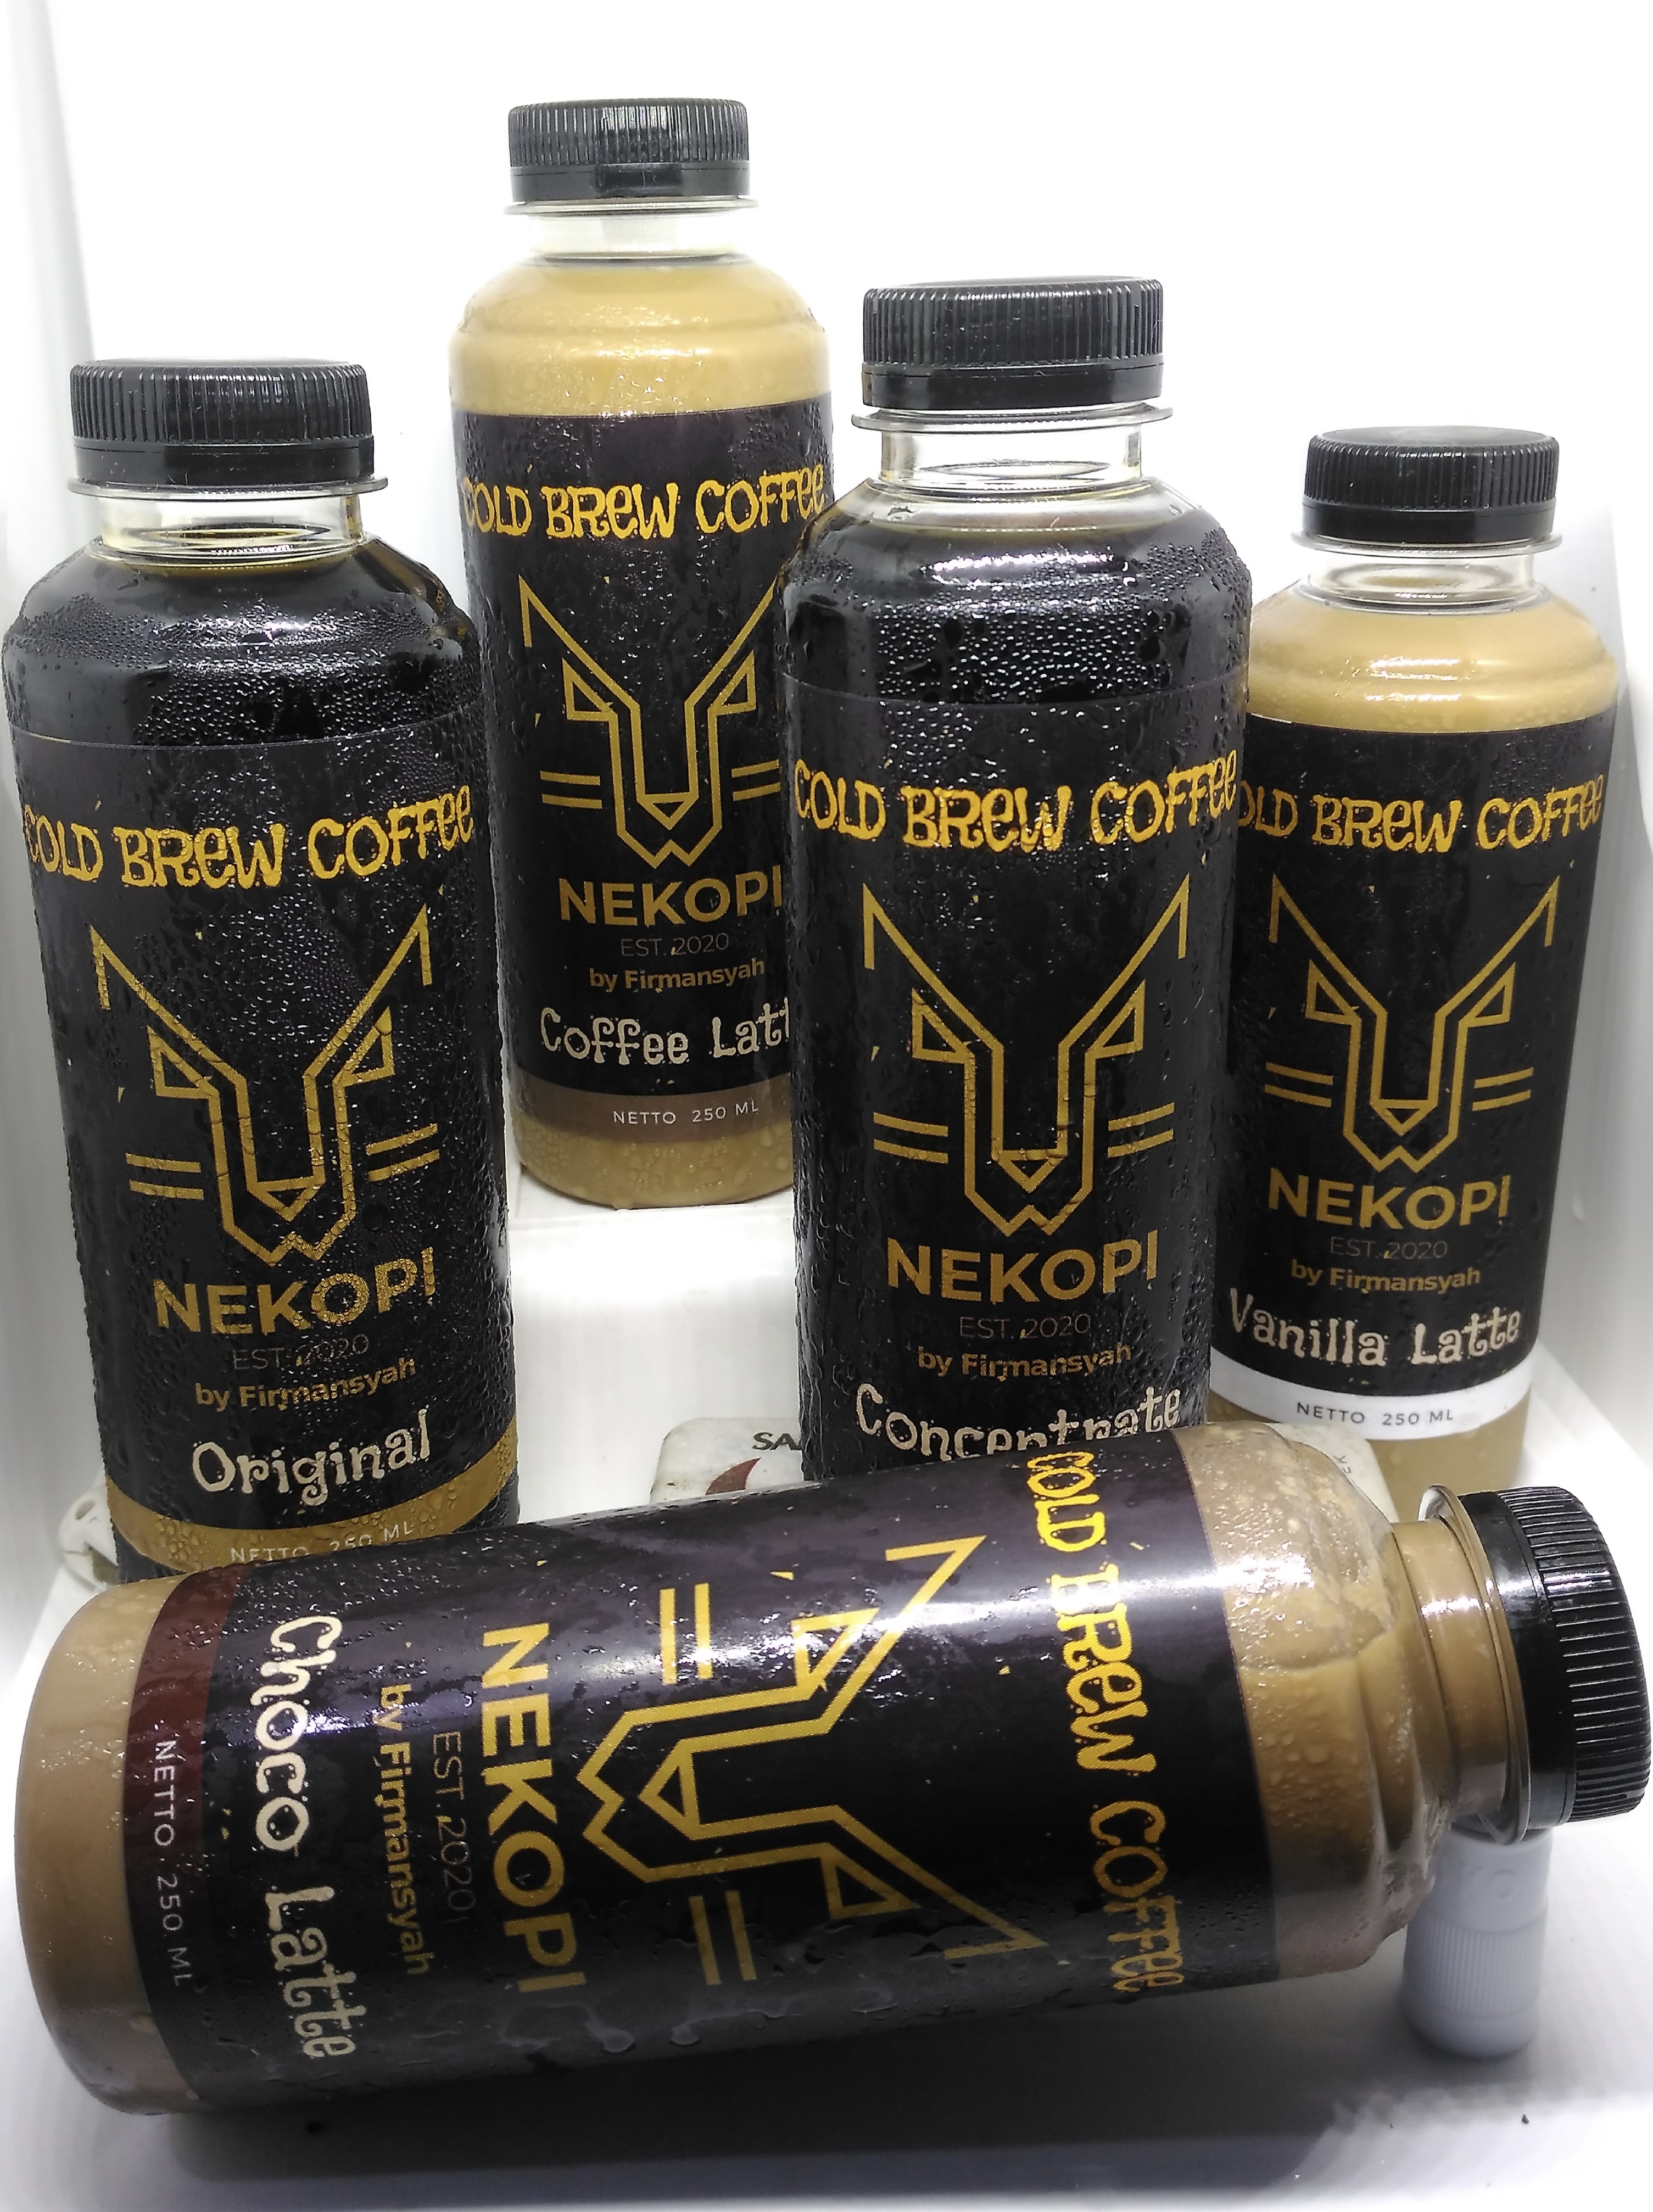 COLD BREW COFFEE
NEKOPI
EST. 2020
by Firmansyah
Original
NETTO 250 ML
COLD BREW COFFEE
NEKOPI
EST. 2020
by Firmansyah
Coffee Latt
NETTO 250 ML
COLD BREW COFFEE
NEKOPI
EST. 2020
by Firmansyah
Concentrate
OLD BREW COFFEE
NEKOPI
EST. 2020
by Firmansyah
Vanilla Latte
NETTO 250 ML
COLD BREW COFFEE
NEKOPI
EST. 2020
by Firmansyah
Choco Latte
NETTO 250 ML